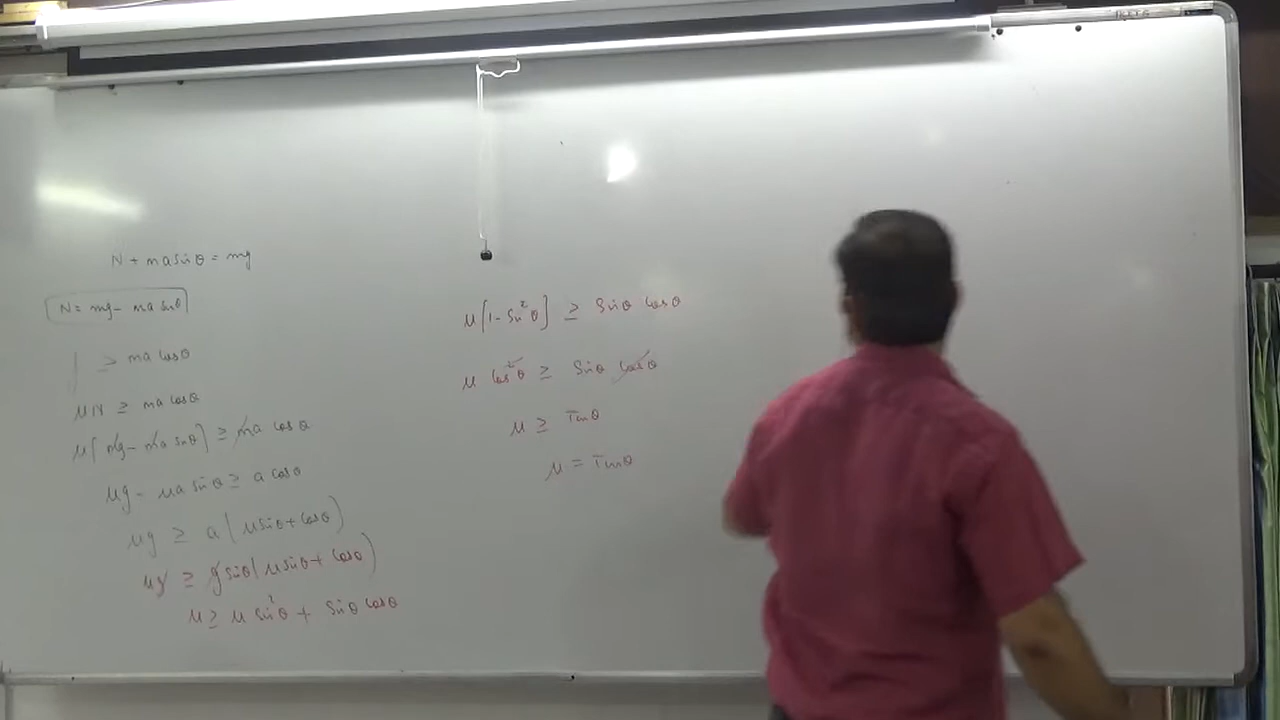 N + ma sinθ = mg
N = mg - ma sinθ
≥ ma cosθ
μN ≥ ma cosθ
μ[mg - ma sinθ] ≥ ma cosθ
μg - μa sinθ ≥ a cosθ
μg ≥ a(μ sinθ + cosθ)
μg ≥ g sinθ(μ sinθ + cosθ)
μ ≥ μ sin²θ + sinθ cosθ
μ[1 - sin²θ] ≥ sinθ cosθ
μ cos²θ ≥ sinθ cosθ
μ ≥ Tanθ
μ = Tanθ